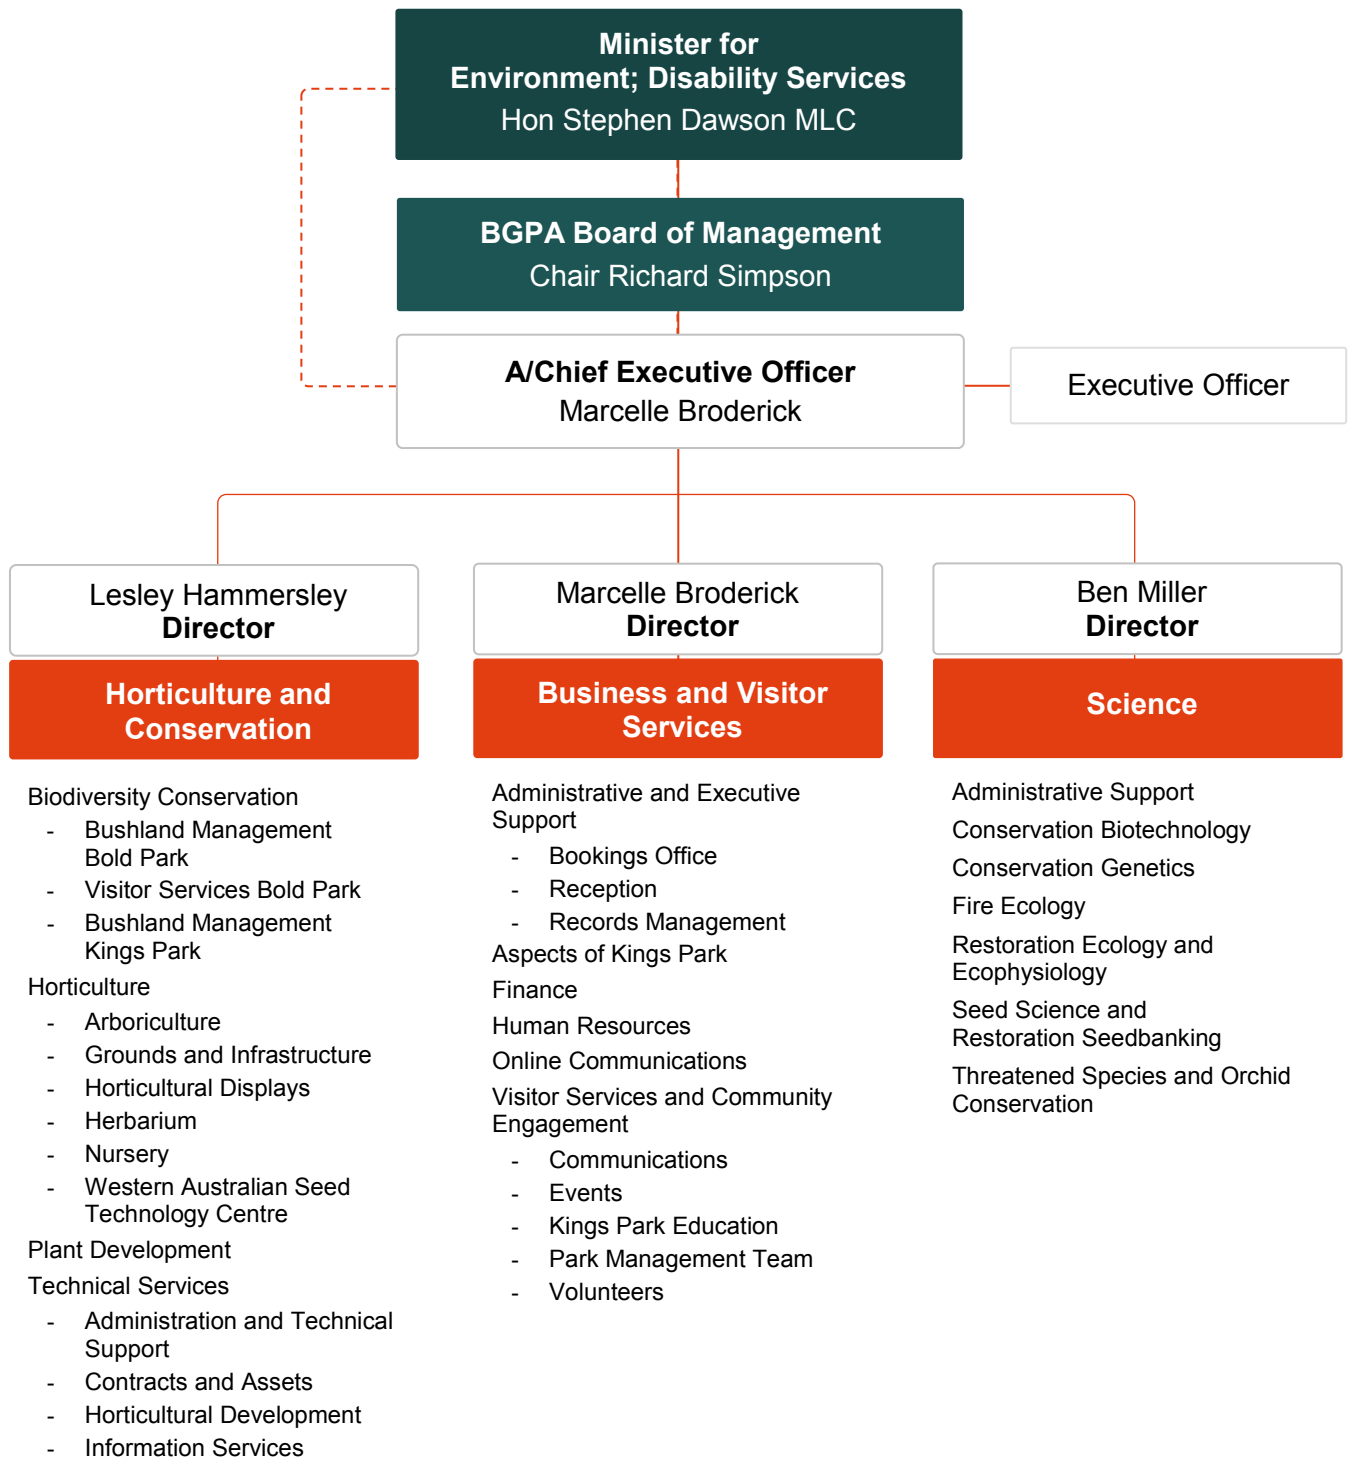 Minister for
Environment; Disability Services
Hon Stephen Dawson MLC
BGPA Board of Management
Chair Richard Simpson
A/Chief Executive Officer
Marcelle Broderick
Executive Officer
Lesley Hammersley
Director
Horticulture and
Conservation
Biodiversity Conservation
- Bushland Management
Bold Park
- Visitor Services Bold Park
- Bushland Management
Kings Park
Horticulture
- Arboriculture
- Grounds and Infrastructure
- Horticultural Displays
- Herbarium
- Nursery
- Western Australian Seed
Technology Centre
Plant Development
Technical Services
- Administration and Technical
Support
- Contracts and Assets
- Horticultural Development
- Information Services
Marcelle Broderick
Director
Business and Visitor
Services
Administrative and Executive
Support
- Bookings Office
- Reception
- Records Management
Aspects of Kings Park
Finance
Human Resources
Online Communications
Visitor Services and Community
Engagement
- Communications
- Events
- Kings Park Education
- Park Management Team
- Volunteers
Ben Miller
Director
Science
Administrative Support
Conservation Biotechnology
Conservation Genetics
Fire Ecology
Restoration Ecology and
Ecophysiology
Seed Science and
Restoration Seedbanking
Threatened Species and Orchid
Conservation